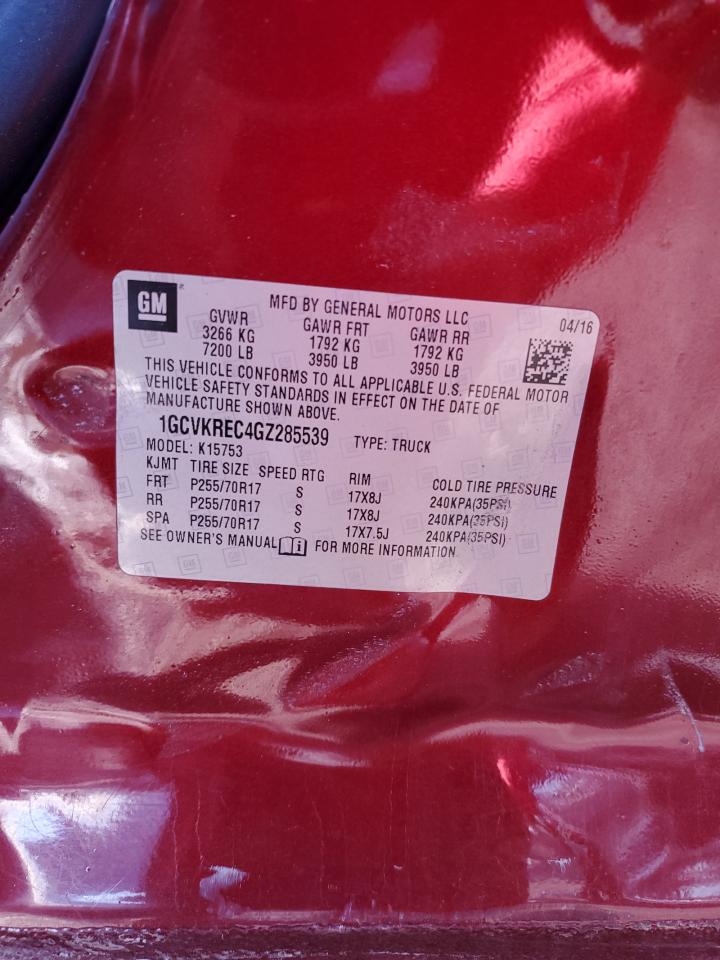 GM
MFD BY GENERAL MOTORS LLC
04/16
GVWR GAWR FRT GAWR RR
3266 KG 1792 KG 1792 KG
7200 LB 3950 LB 3950 LB
THIS VEHICLE CONFORMS TO ALL APPLICABLE U.S. FEDERAL MOTOR
VEHICLE SAFETY STANDARDS IN EFFECT ON THE DATE OF
MANUFACTURE SHOWN ABOVE.
1GCVKREC4GZ285539 TYPE: TRUCK
MODEL: K15753
KJMT TIRE SIZE SPEED RTG RIM COLD TIRE PRESSURE
FRT P255/70R17 S 17X8J 240KPA(35PSI)
RR P255/70R17 S 17X8J 240KPA(35PSI)
SPA P255/70R17 S 17X7.5J 240KPA(35PSI)
SEE OWNER'S MANUAL FOR MORE INFORMATION